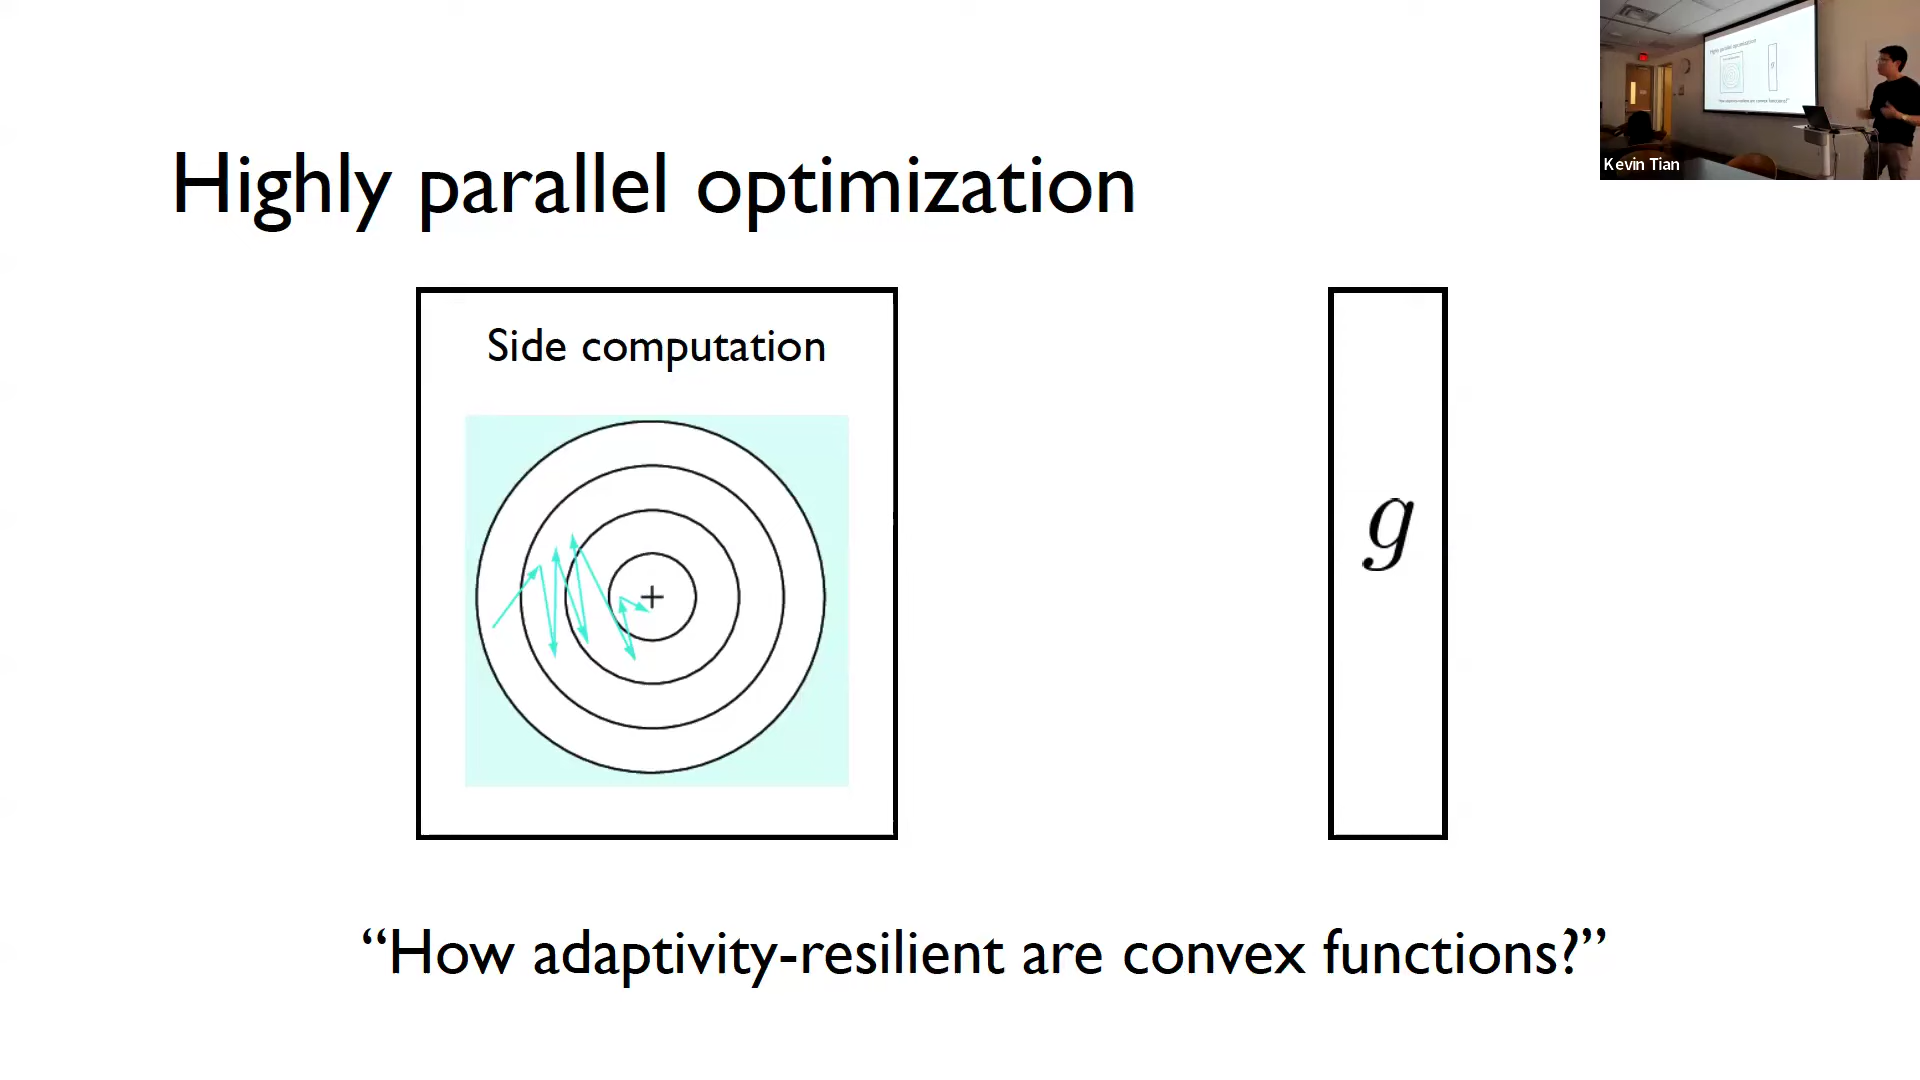 Highly parallel optimization
Side computation
g
“How adaptivity-resilient are convex functions?”
Kevin Tian